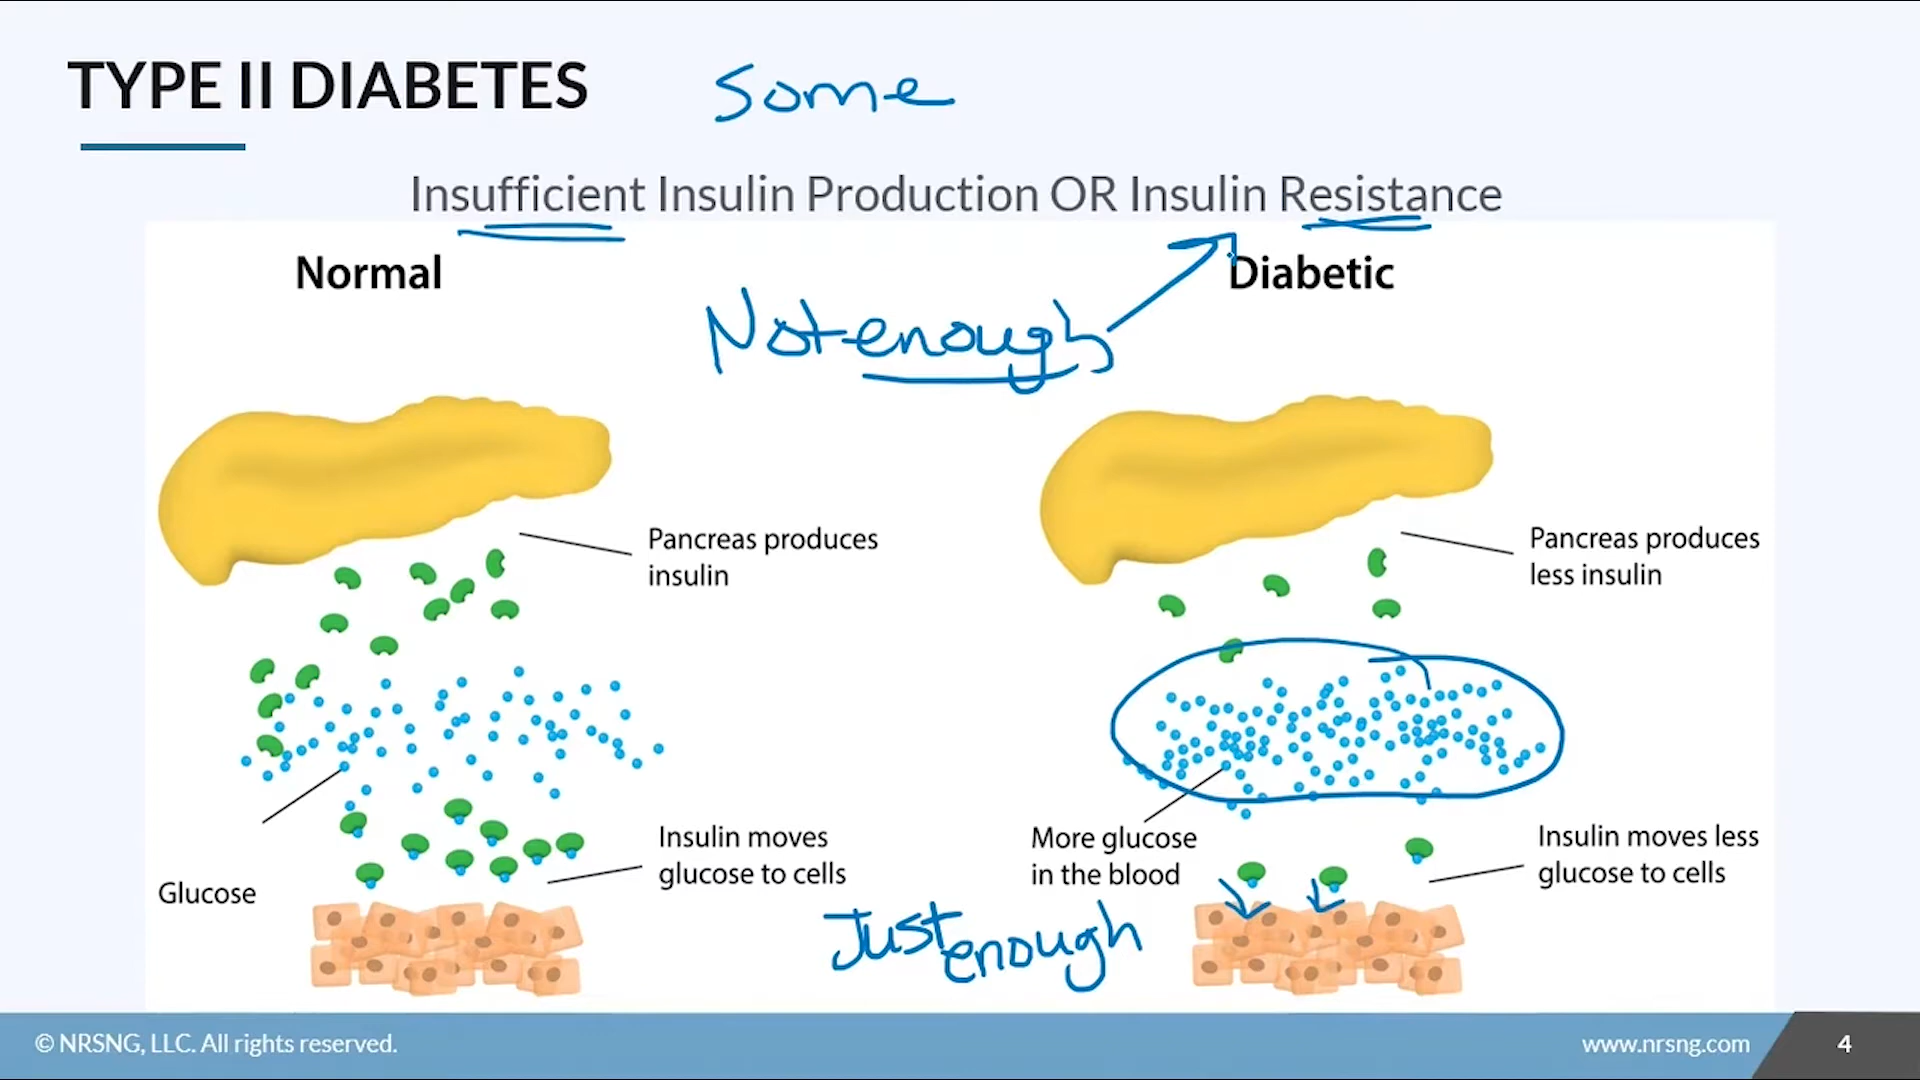 TYPE II DIABETES
Some
Insufficient Insulin Production OR Insulin Resistance
Normal
Diabetic
Not enough
Pancreas produces
insulin
Pancreas produces
less insulin
Glucose
Insulin moves
glucose to cells
More glucose
in the blood
Insulin moves less
glucose to cells
Just enough
© NRSNG, LLC. All rights reserved.
www.nrsng.com
4